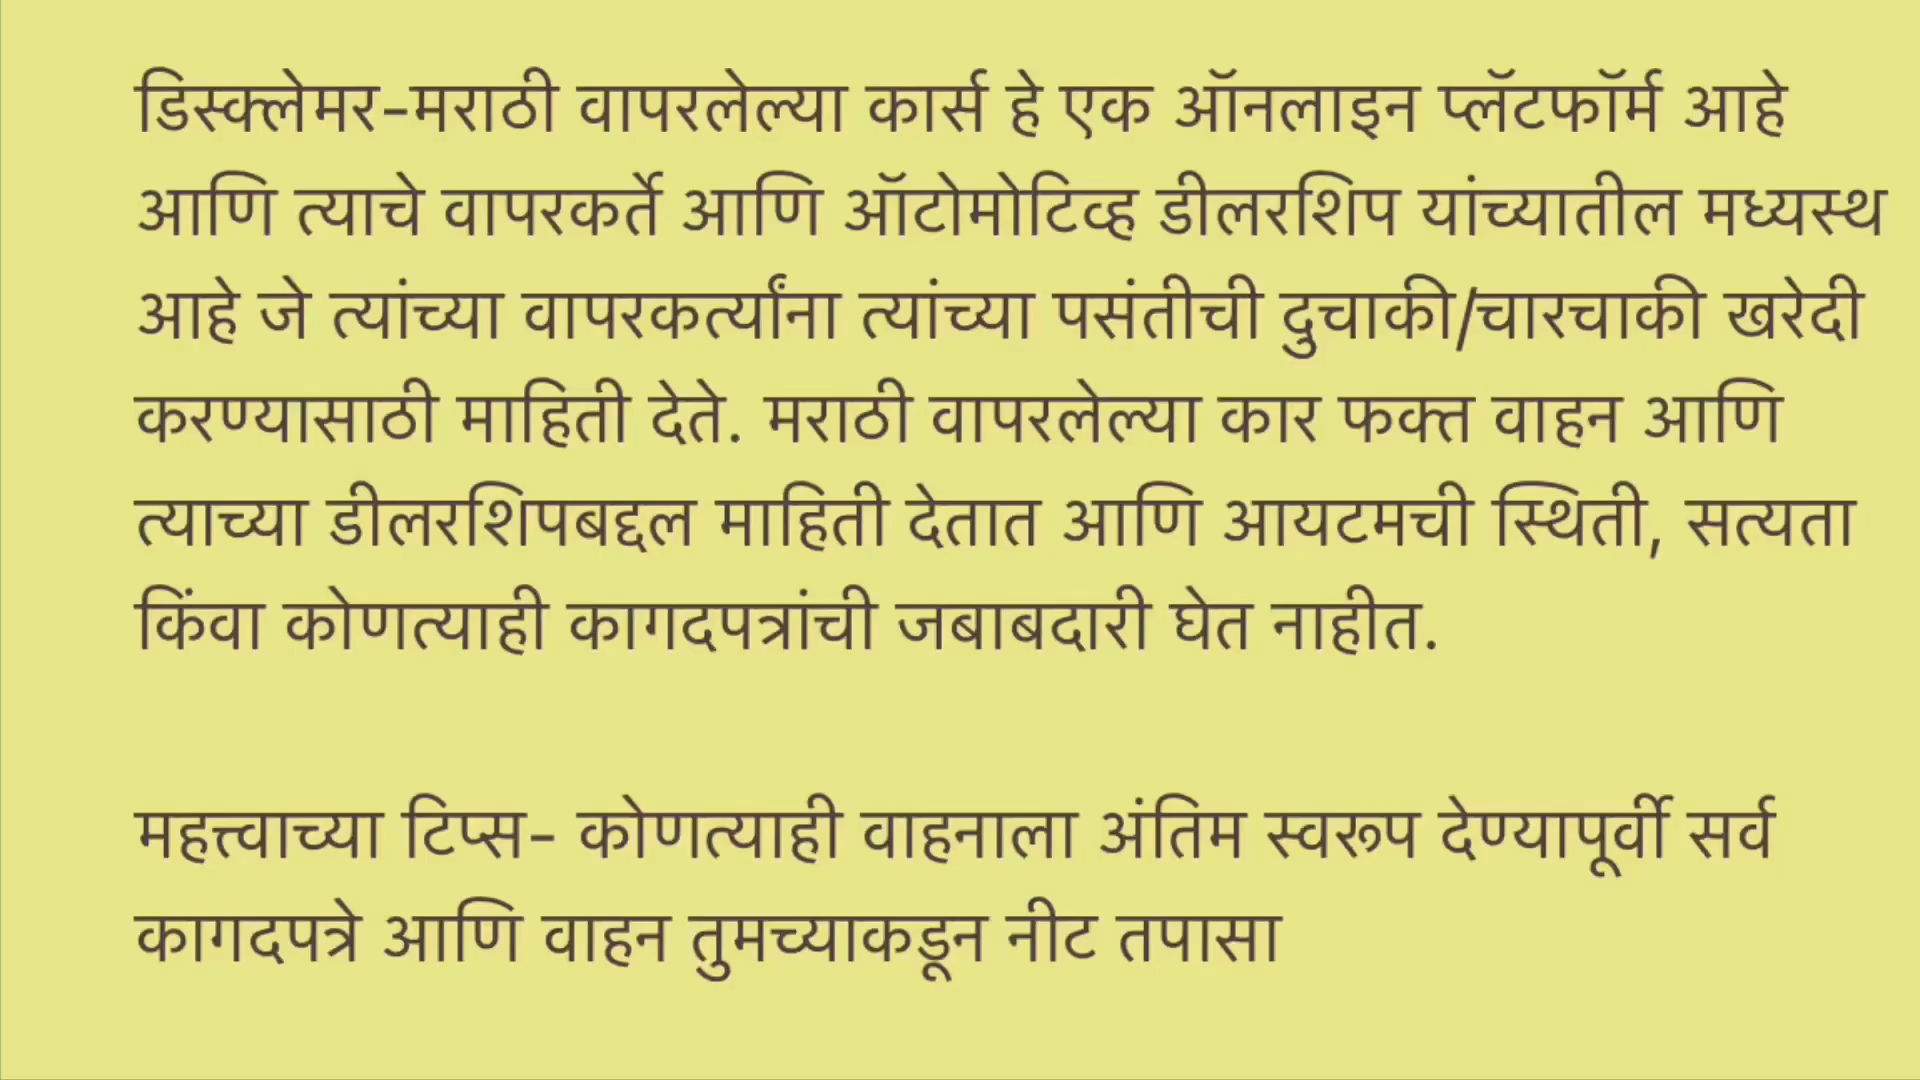 डिस्क्लेमर-मराठी वापरलेल्या कार्स हे एक ऑनलाइन प्लॅटफॉर्म आहे
आणि त्याचे वापरकर्ते आणि ऑटोमोटिव्ह डीलरशिप यांच्यातील मध्यस्थ
आहे जे त्यांच्या वापरकर्त्यांना त्यांच्या पसंतीची दुचाकी/चारचाकी खरेदी
करण्यासाठी माहिती देते. मराठी वापरलेल्या कार फक्त वाहन आणि
त्याच्या डीलरशिपबद्दल माहिती देतात आणि आयटमची स्थिती, सत्यता
किंवा कोणत्याही कागदपत्रांची जबाबदारी घेत नाहीत.
महत्त्वाच्या टिप्स- कोणत्याही वाहनाला अंतिम स्वरूप देण्यापूर्वी सर्व
कागदपत्रे आणि वाहन तुमच्याकडून नीट तपासा